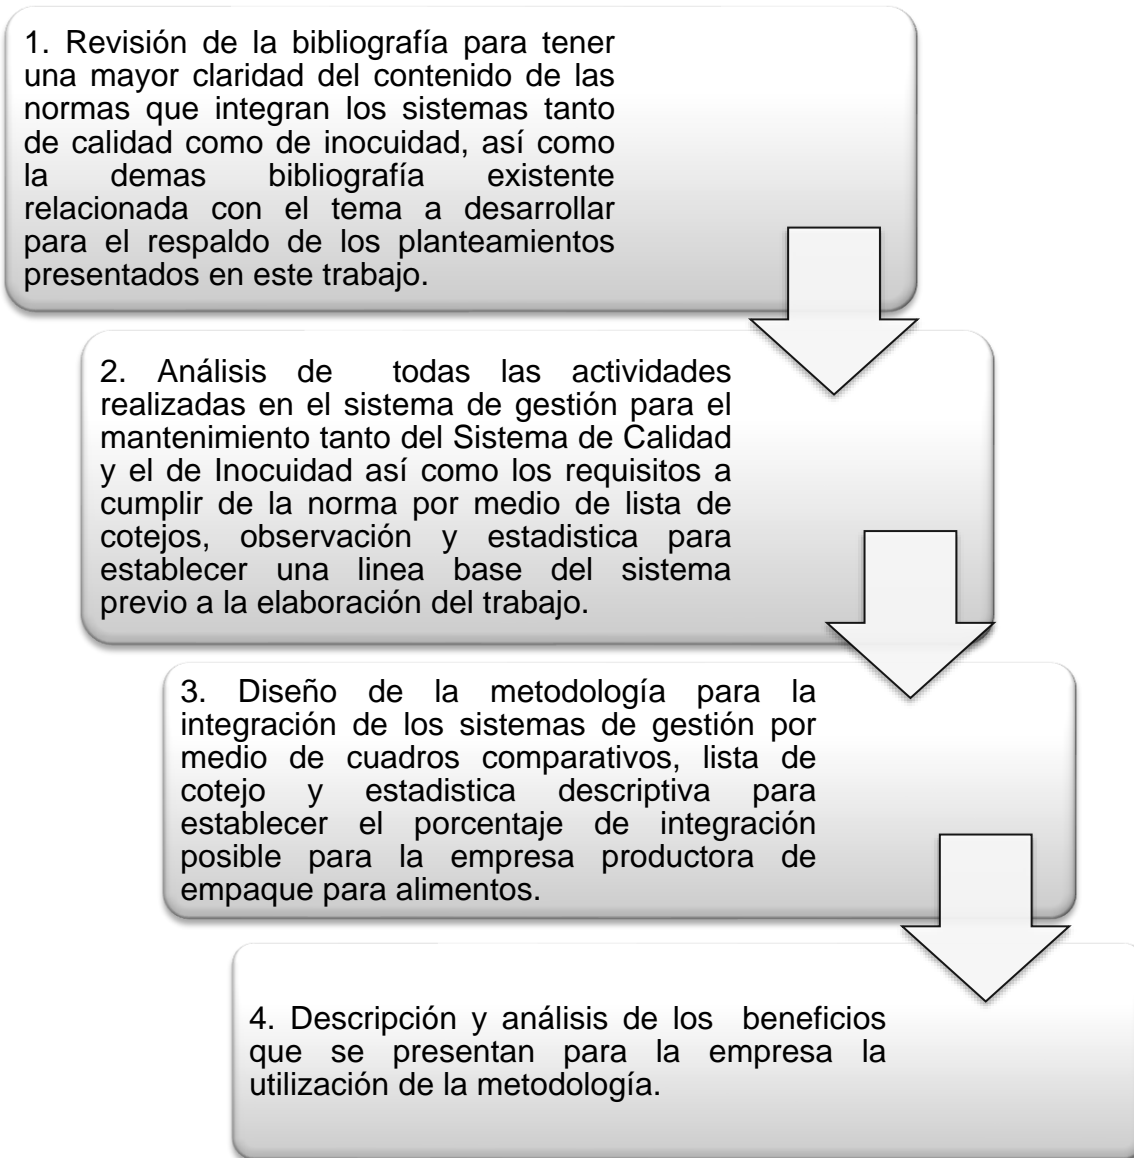 1. Revisión de la bibliografía para tener
una mayor claridad del contenido de las
normas que integran los sistemas tanto
de calidad como de inocuidad, así como
la demas bibliografía existente
relacionada con el tema a desarrollar
para el respaldo de los planteamientos
presentados en este trabajo.
2. Análisis de todas las actividades
realizadas en el sistema de gestión para el
mantenimiento tanto del Sistema de Calidad
y el de Inocuidad así como los requisitos a
cumplir de la norma por medio de lista de
cotejos, observación y estadistica para
establecer una linea base del sistema
previo a la elaboración del trabajo.
3. Diseño de la metodología para la
integración de los sistemas de gestión por
medio de cuadros comparativos, lista de
cotejo y estadistica descriptiva para
establecer el porcentaje de integración
posible para la empresa productora de
empaque para alimentos.
4. Descripción y análisis de los beneficios
que se presentan para la empresa la
utilización de la metodología.